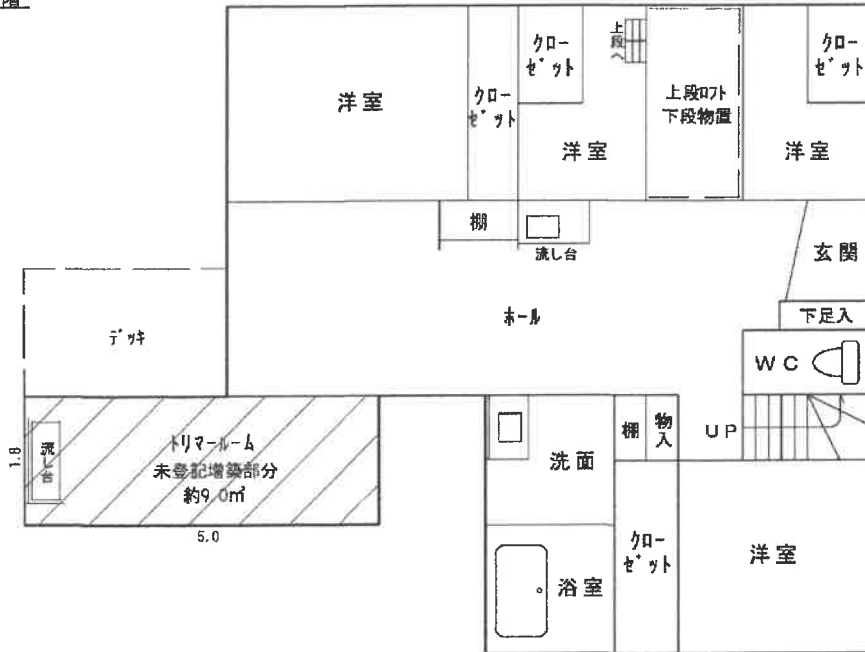 階
洋室
クロー
ゼット
クロー
ゼット
上段へ
洋室
上段ロフト
下段物置
クロー
ゼット
洋室
棚
流し台
玄関
ホール
下足入
デッキ
WC
トリマールーム
未登記増築部分
約9.0㎡
流し台
1.8
5.0
洗面
棚
物入
UP
浴室
クロー
ゼット
洋室